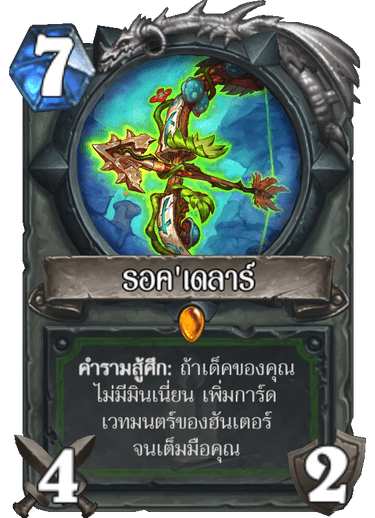 7
รอค'เดลาร์
คำรามสู้ศึก: ถ้าเด็คของคุณ
ไม่มีมินเนี่ยน เพิ่มการ์ด
เวทมนตร์ของฮันเตอร์
จนเต็มมือคุณ
4
2